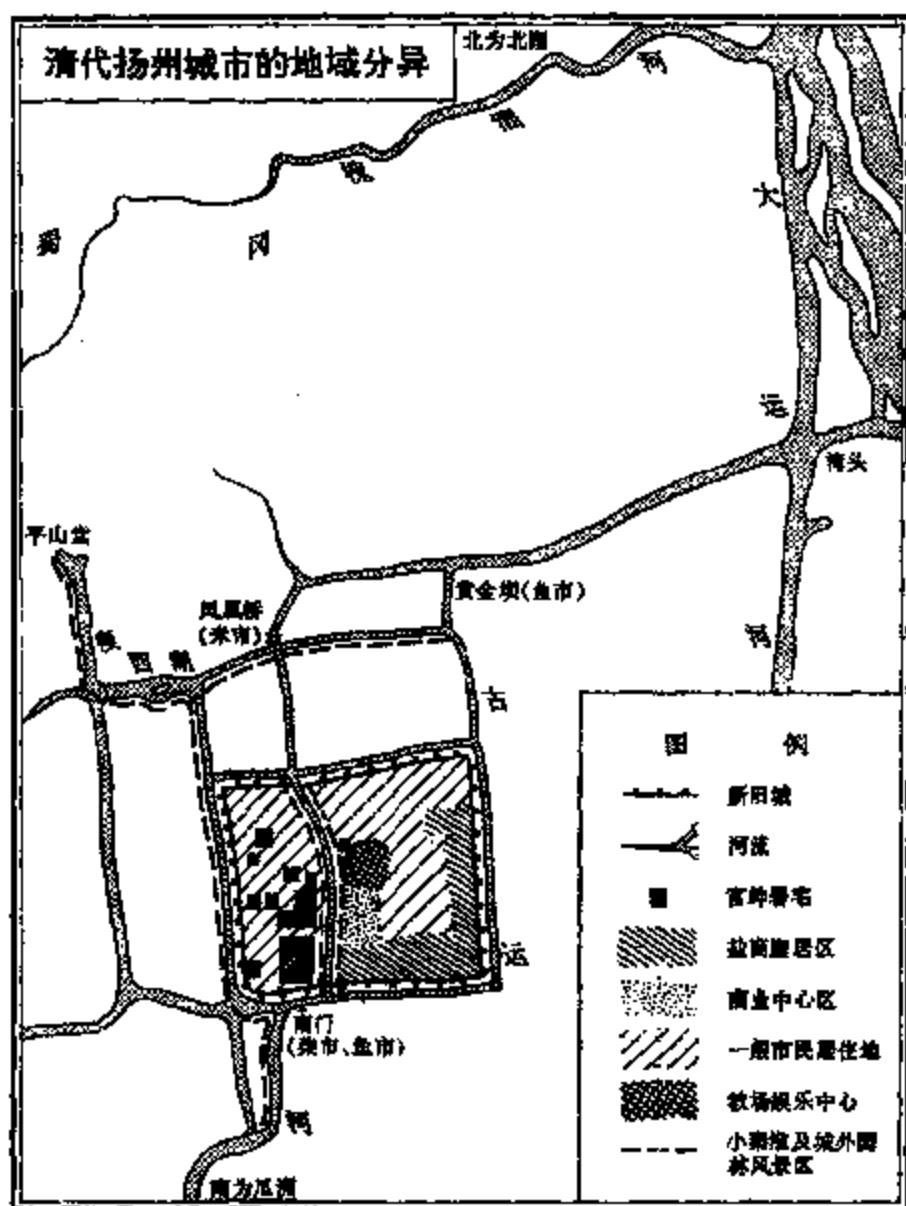 清代扬州城市的地域分异
北为北湖
槐泗河
蜀冈
大运河
湾头
平山堂
黄金坝(鱼市)
凤凰桥
(米市)
瘦西湖
古运河
南门
(柴市、鱼市)
南为瓜洲
图例
新旧城
河流
官绅署宅
盐商聚居区
商业中心区
一般市民居住地
教场娱乐中心
小秦淮及城外园
林风景区